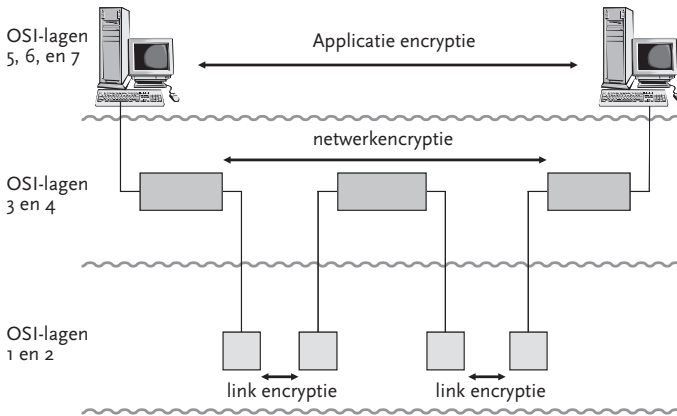 OSI-lagen
5, 6, en 7
Applicatie encryptie
netwerkencryptie
OSI-lagen
3 en 4
OSI-lagen
1 en 2
link encryptie
link encryptie